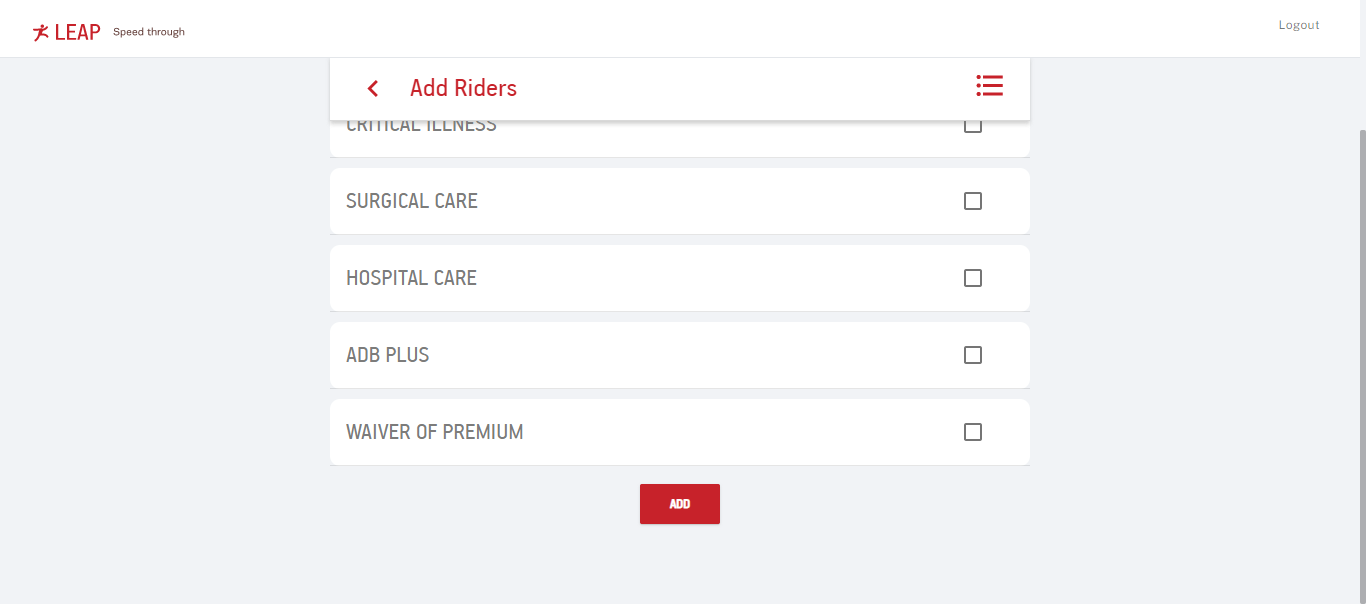 LEAP Speed through
Logout
Add Riders
CRITICAL ILLNESS
SURGICAL CARE
HOSPITAL CARE
ADB PLUS
WAIVER OF PREMIUM
ADD